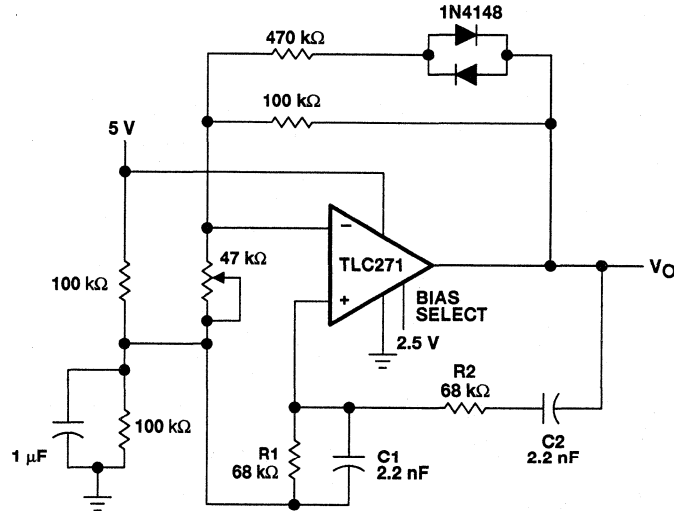 1N4148
470 kΩ
100 kΩ
5 V
47 kΩ
−
TLC271
100 kΩ
+
BIAS
SELECT
2.5 V
VO
R2
68 kΩ
100 kΩ
1 μF
R1
68 kΩ
C1
2.2 nF
C2
2.2 nF